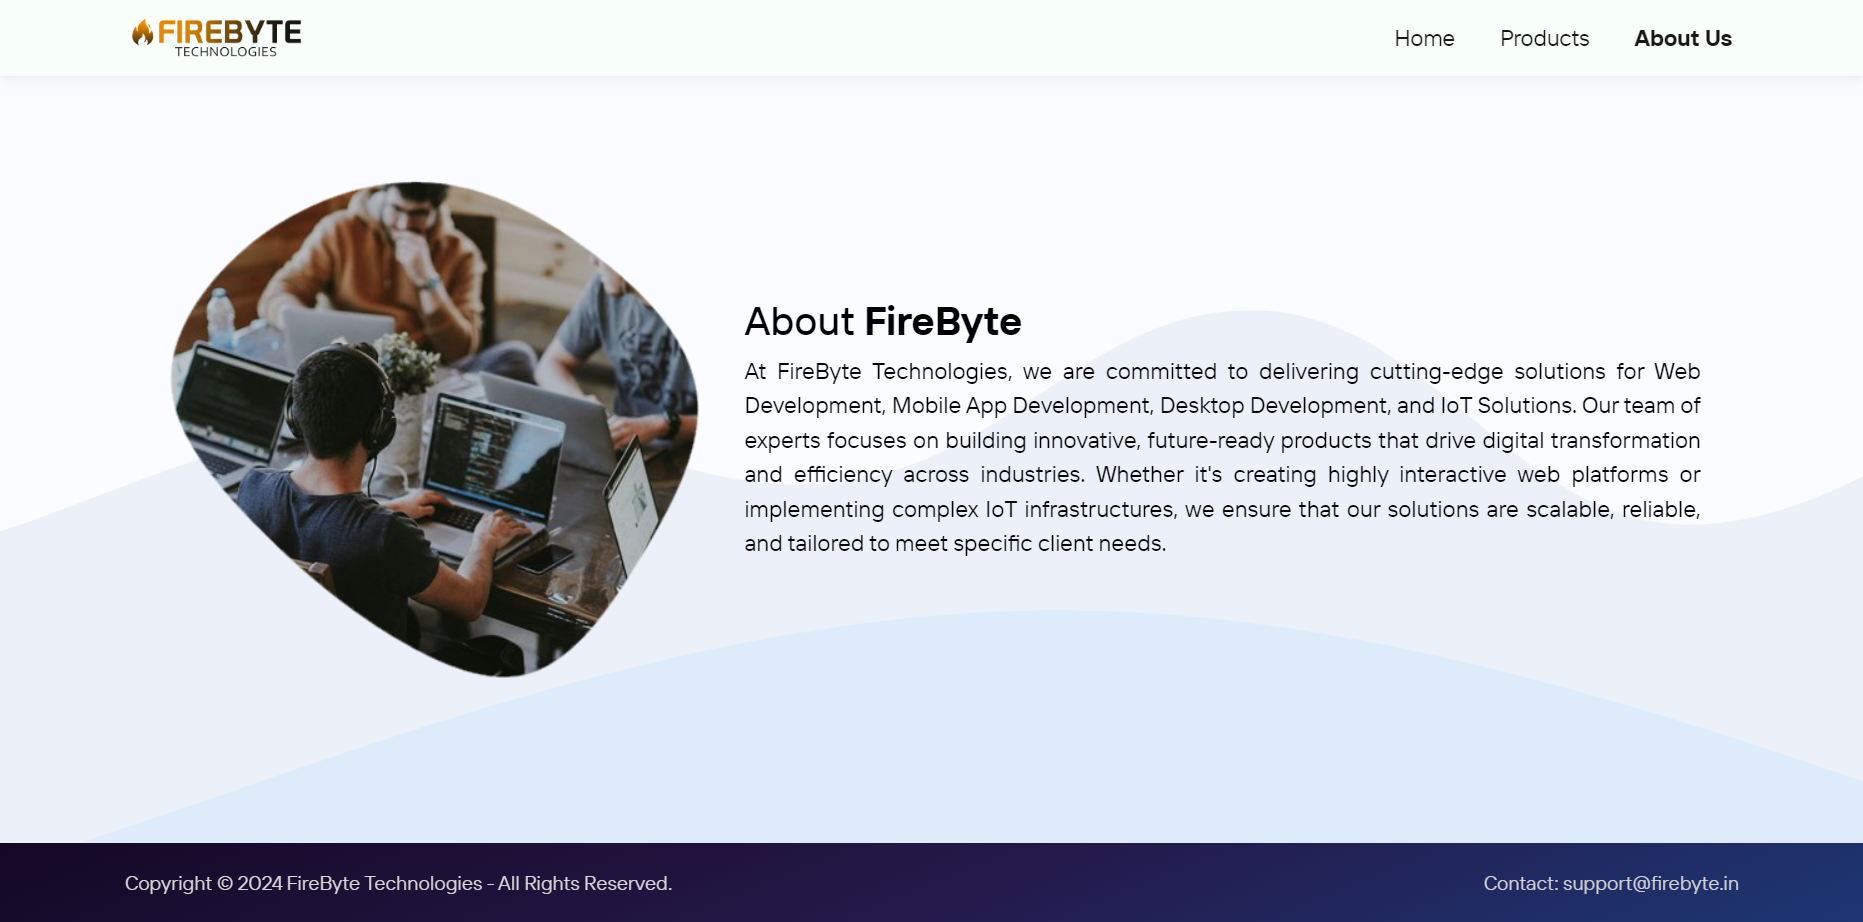 FIREBYTE
TECHNOLOGIES
Home Products About Us
About FireByte
At FireByte Technologies, we are committed to delivering cutting-edge solutions for Web
Development, Mobile App Development, Desktop Development, and IoT Solutions. Our team of
experts focuses on building innovative, future-ready products that drive digital transformation
and efficiency across industries. Whether it's creating highly interactive web platforms or
implementing complex IoT infrastructures, we ensure that our solutions are scalable, reliable,
and tailored to meet specific client needs.
Copyright © 2024 FireByte Technologies - All Rights Reserved.
Contact: support@firebyte.in